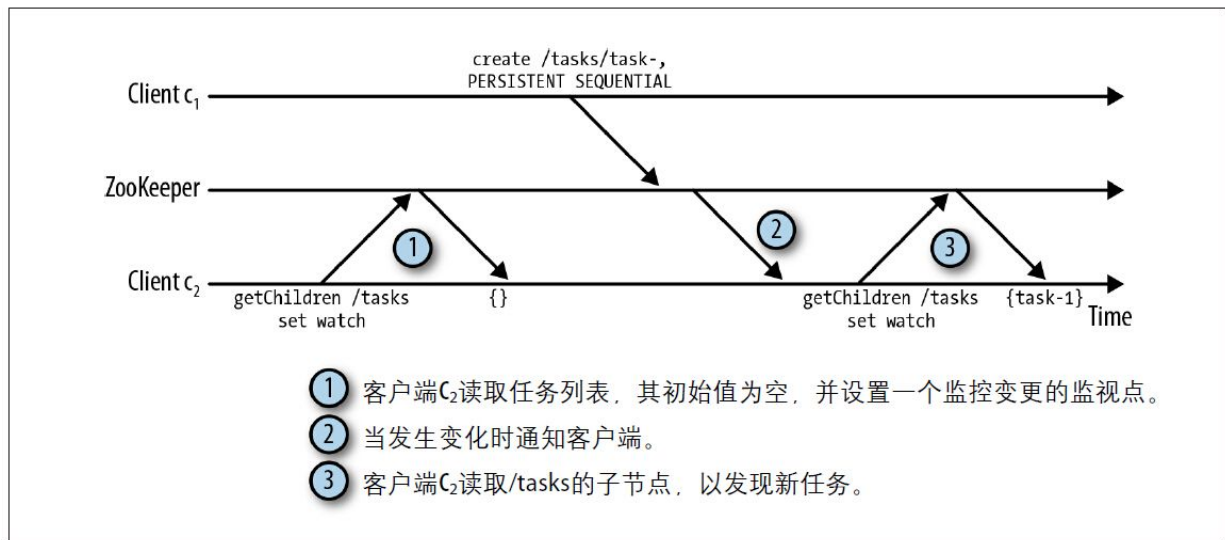 create /tasks/task-,
PERSISTENT SEQUENTIAL
Client c₁
ZooKeeper
1
2
3
Client c₂
getChildren /tasks
set watch
{}
getChildren /tasks
set watch
{task-1}
Time
1 客户端C₂读取任务列表，其初始值为空，并设置一个监控变更的监视点。
2 当发生变化时通知客户端。
3 客户端C₂读取/tasks的子节点，以发现新任务。